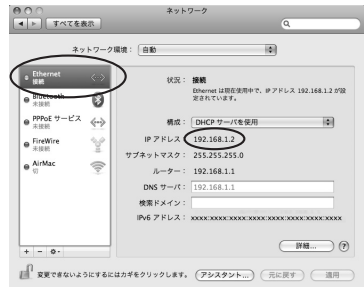 ネットワーク
すべてを表示
ネットワーク環境： 自動
Ethernet
接続
Bluetooth
未接続
PPPoE サービス
未接続
FireWire
未接続
AirMac
切
状況： 接続
Ethernet は現在使用中で、IP アドレス 192.168.1.2 が設
定されています。
構成： DHCP サーバを使用
IP アドレス： 192.168.1.2
サブネットマスク： 255.255.255.0
ルーター： 192.168.1.1
DNS サーバ： 192.168.1.1
検索ドメイン：
IPv6 アドレス： xxxx:xxxx:xxxx:xxxx:xxxx:xxxx:xxxx:xxxx
詳細... ?
変更できないようにするにはカギをクリックします。 アシスタント... 元に戻す 適用